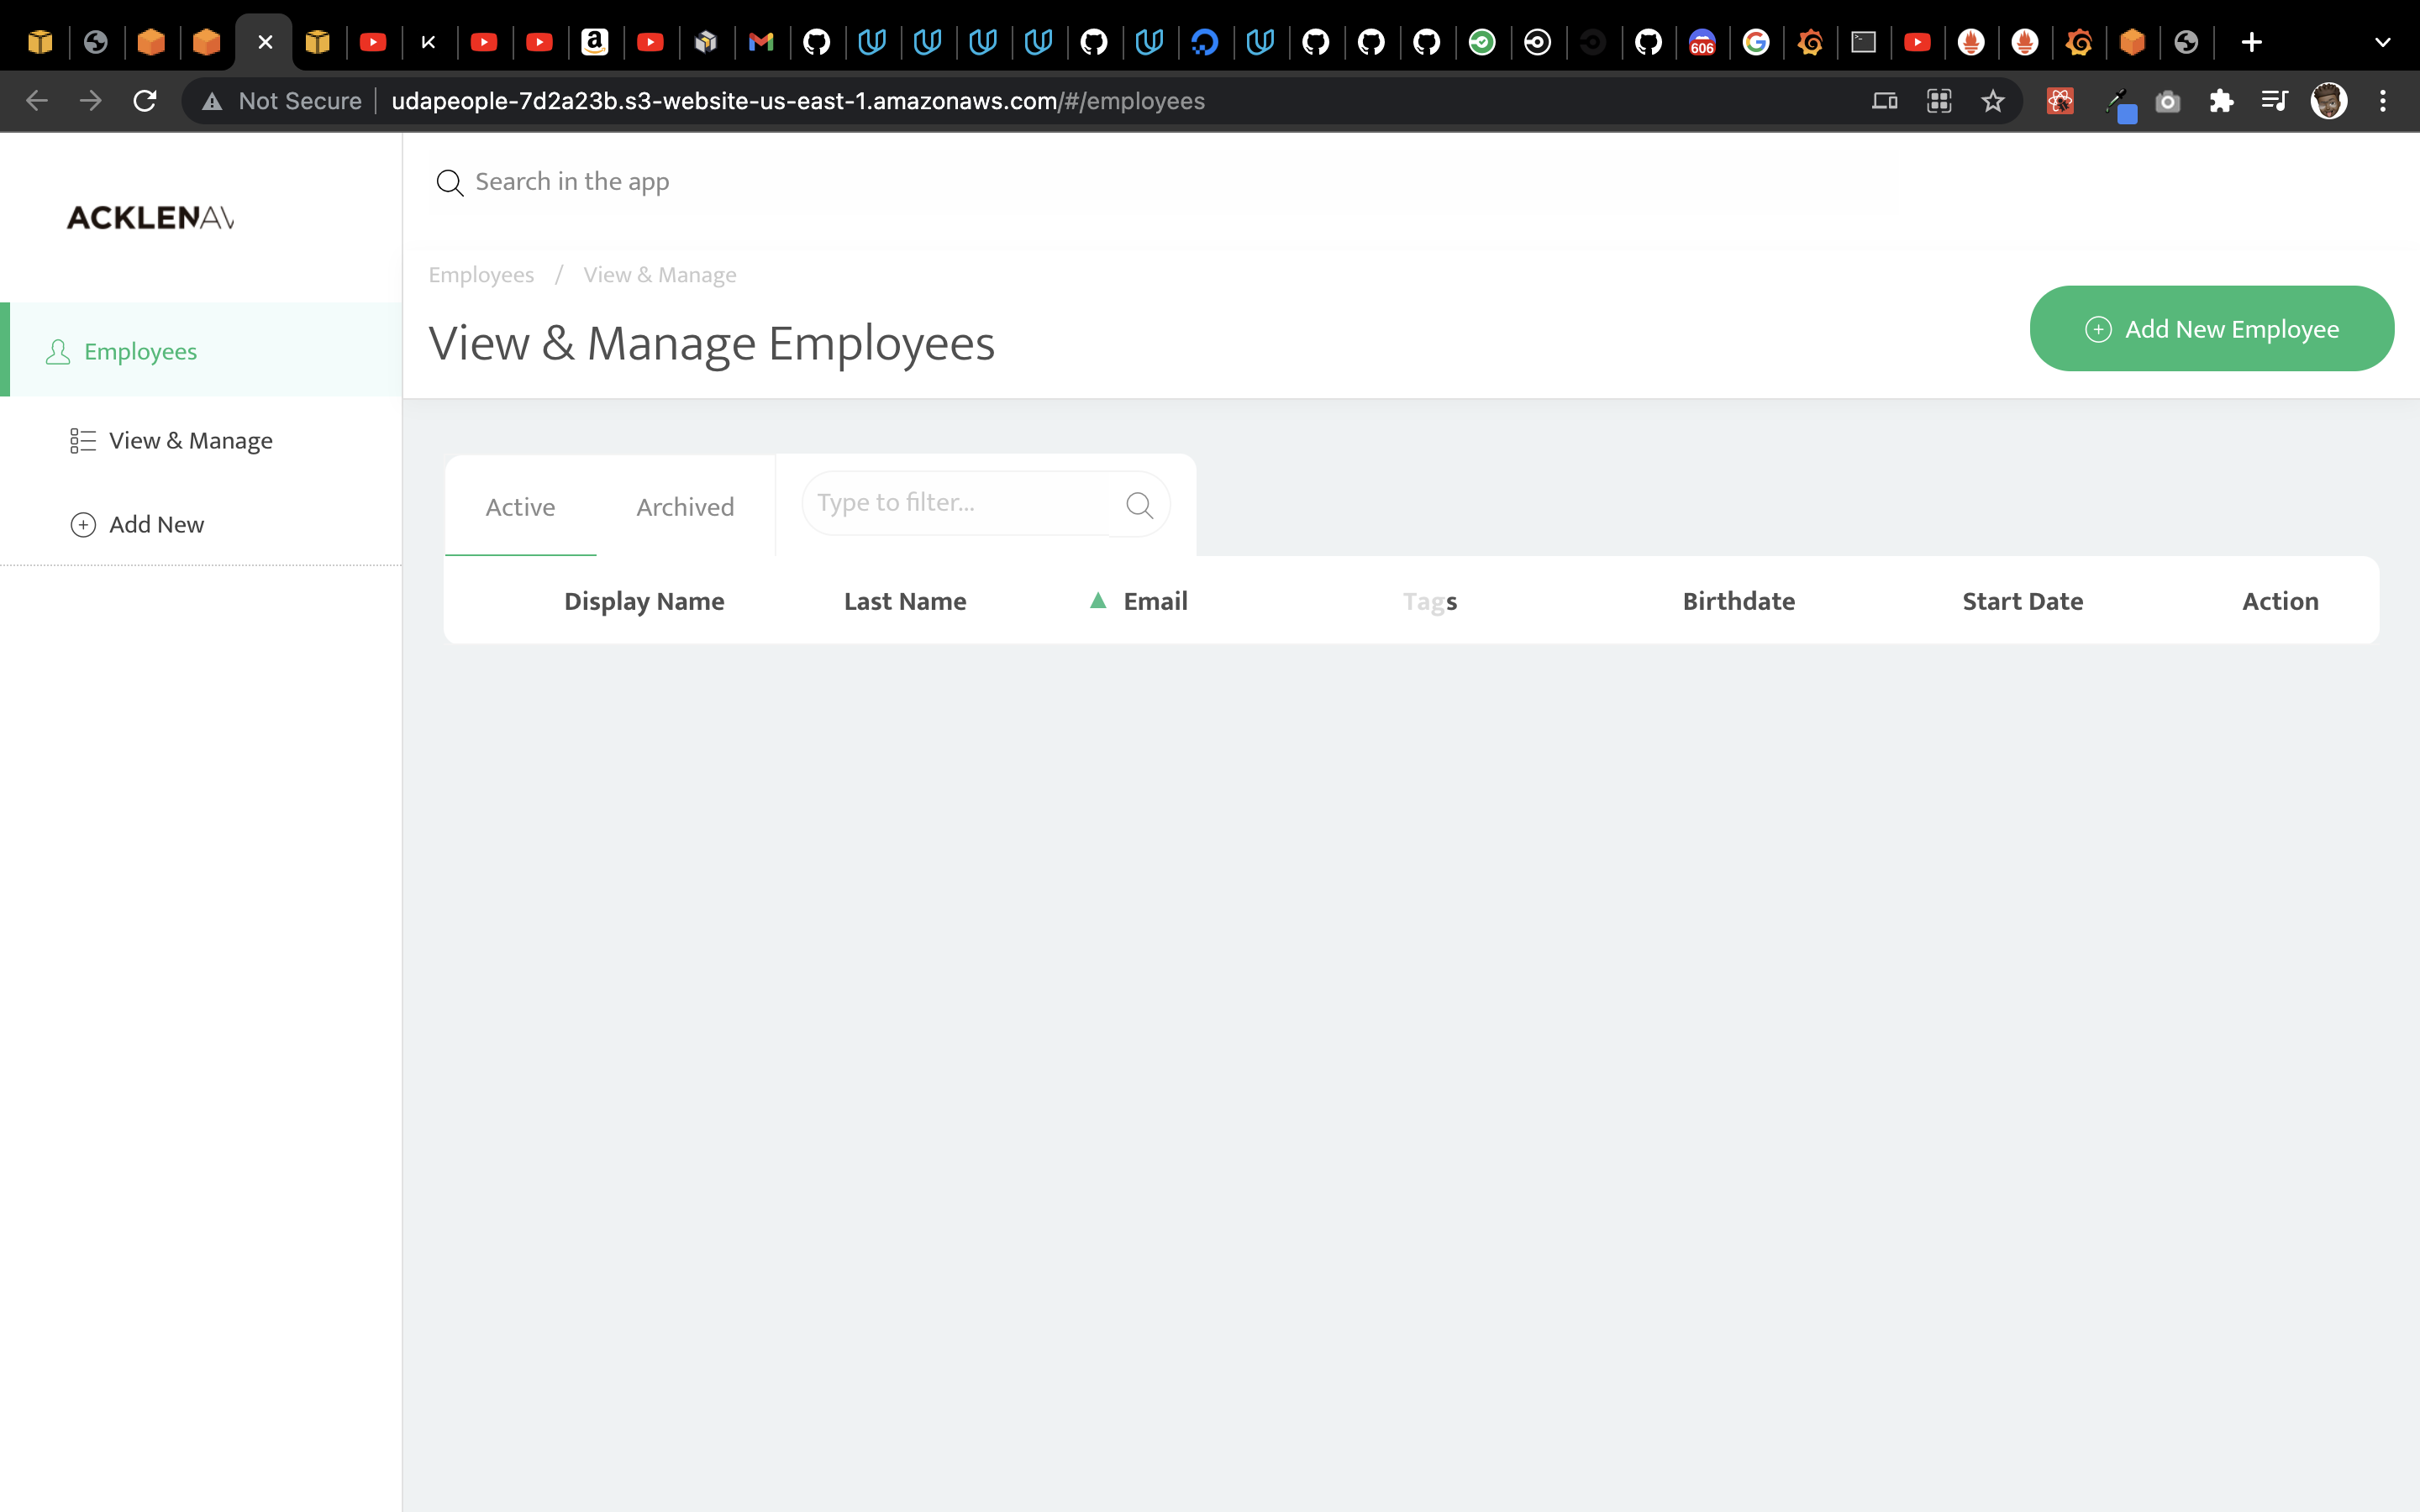 606
Not Secure
udapeople-7d2a23b.s3-website-us-east-1.amazonaws.com/#/employees
Search in the app
ACKLENAV
Employees / View & Manage
View & Manage Employees
Add New Employee
Employees
View & Manage
Add New
Active
Archived
Type to filter...
Display Name
Last Name
Email
Tags
Birthdate
Start Date
Action